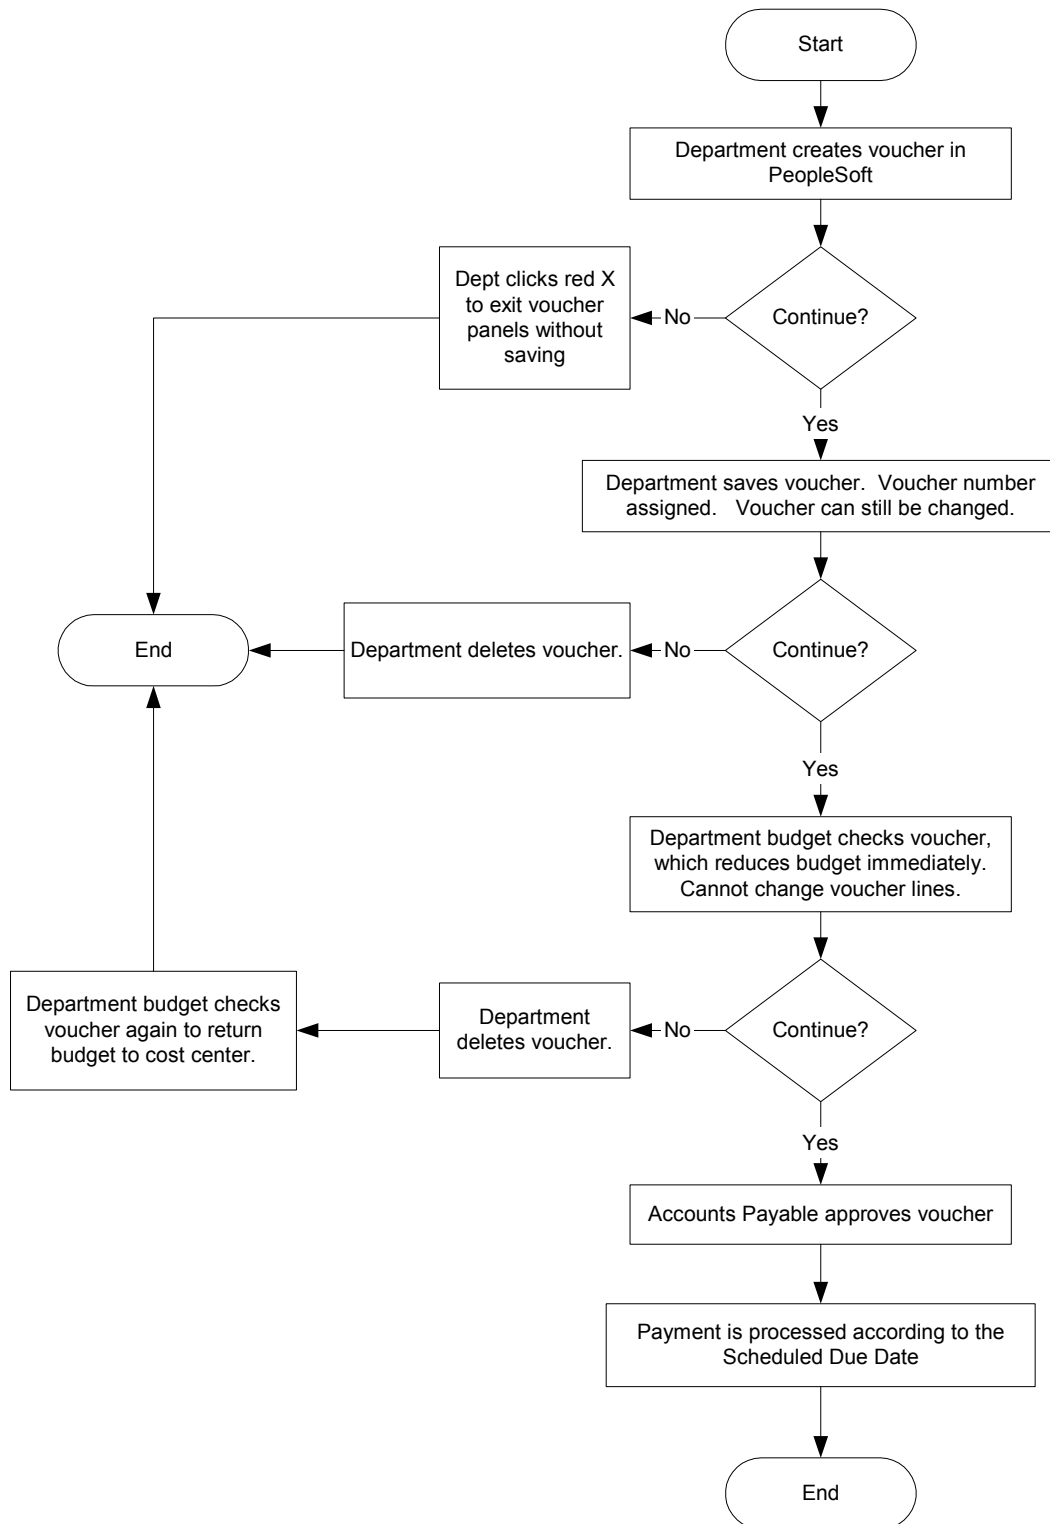 Start
Department creates voucher in
PeopleSoft
Dept clicks red X
to exit voucher
panels without
saving
No
Continue?
Yes
Department saves voucher.  Voucher number
assigned.   Voucher can still be changed.
End
Department deletes voucher.
No
Continue?
Yes
Department budget checks voucher,
which reduces budget immediately.
Cannot change voucher lines.
Department budget checks
voucher again to return
budget to cost center.
Department
deletes voucher.
No
Continue?
Yes
Accounts Payable approves voucher
Payment is processed according to the
Scheduled Due Date
End